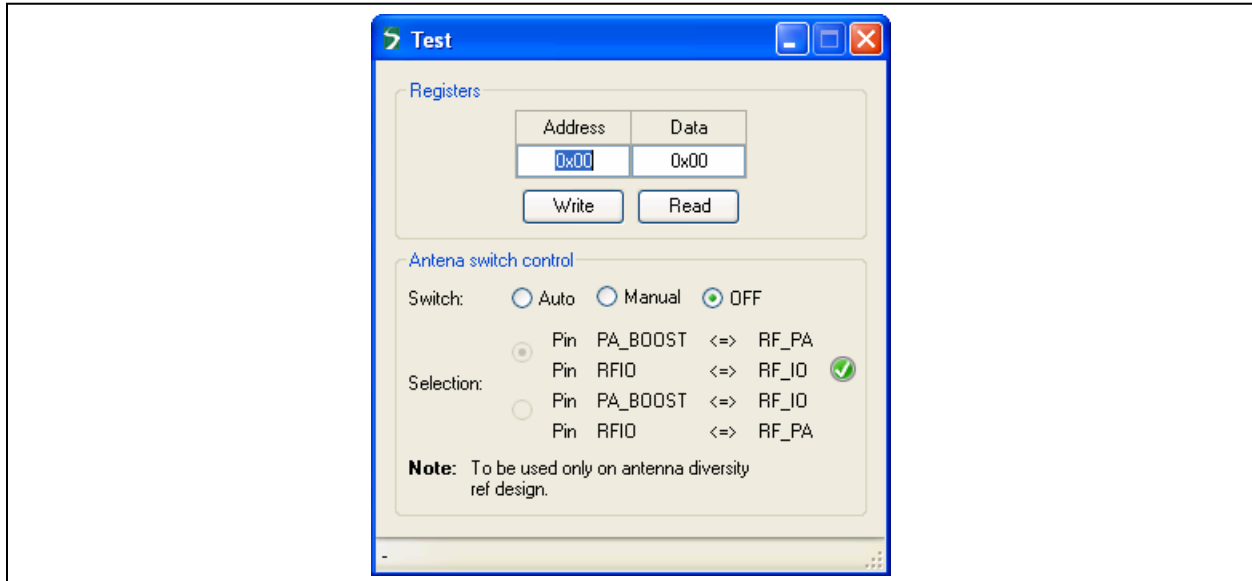 Test
Registers
Address Data
0x00 0x00
Write Read
Antena switch control
Switch: Auto Manual OFF
Pin PA_BOOST <=> RF_PA
Pin RFIO <=> RF_IO
Selection:
Pin PA_BOOST <=> RF_IO
Pin RFIO <=> RF_PA
Note: To be used only on antenna diversity
ref design.
-